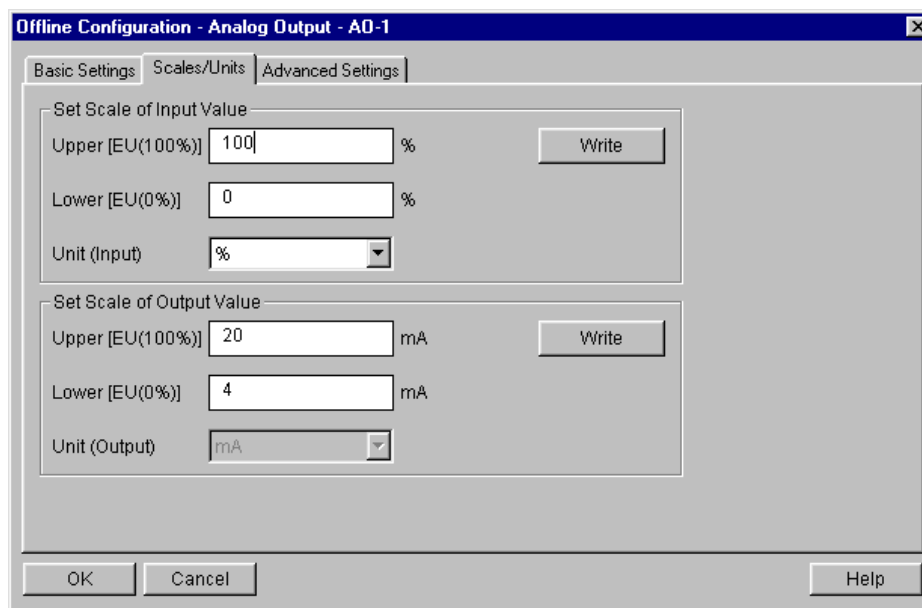 Offline Configuration - Analog Output - AO-1
Basic Settings Scales/Units Advanced Settings
Set Scale of Input Value
Upper [EU(100%)] 100 % Write
Lower [EU(0%)] 0 %
Unit (Input) %
Set Scale of Output Value
Upper [EU(100%)] 20 mA Write
Lower [EU(0%)] 4 mA
Unit (Output) mA
OK Cancel Help